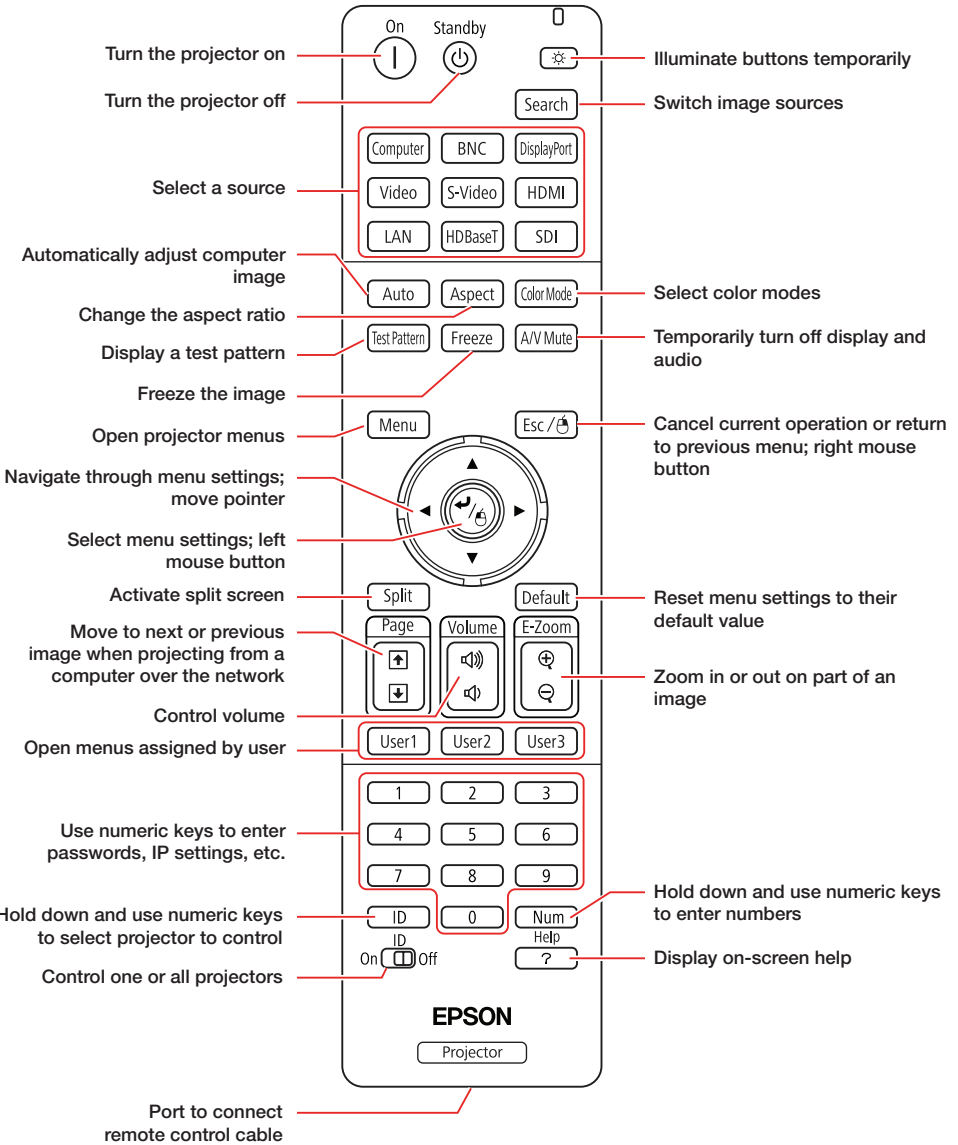 On
Standby
Turn the projector on
Illuminate buttons temporarily
Turn the projector off
Search
Switch image sources
Computer
BNC
DisplayPort
Select a source
Video
S-Video
HDMI
LAN
HDBaseT
SDI
Automatically adjust computer
image
Auto
Aspect
Color Mode
Select color modes
Change the aspect ratio
Display a test pattern
Test Pattern
Freeze
A/V Mute
Temporarily turn off display and
audio
Freeze the image
Open projector menus
Menu
Esc /
Cancel current operation or return
to previous menu; right mouse
button
Navigate through menu settings;
move pointer
/
Select menu settings; left
mouse button
Activate split screen
Split
Default
Reset menu settings to their
default value
Page
Volume
E-Zoom
Move to next or previous
image when projecting from a
computer over the network
Zoom in or out on part of an
image
Control volume
Open menus assigned by user
User1
User2
User3
1
2
3
Use numeric keys to enter
passwords, IP settings, etc.
4
5
6
7
8
9
Hold down and use numeric keys
to select projector to control
ID
0
Num
Hold down and use numeric keys
to enter numbers
ID
On
Off
Help
?
Display on-screen help
Control one or all projectors
EPSON
Projector
Port to connect
remote control cable